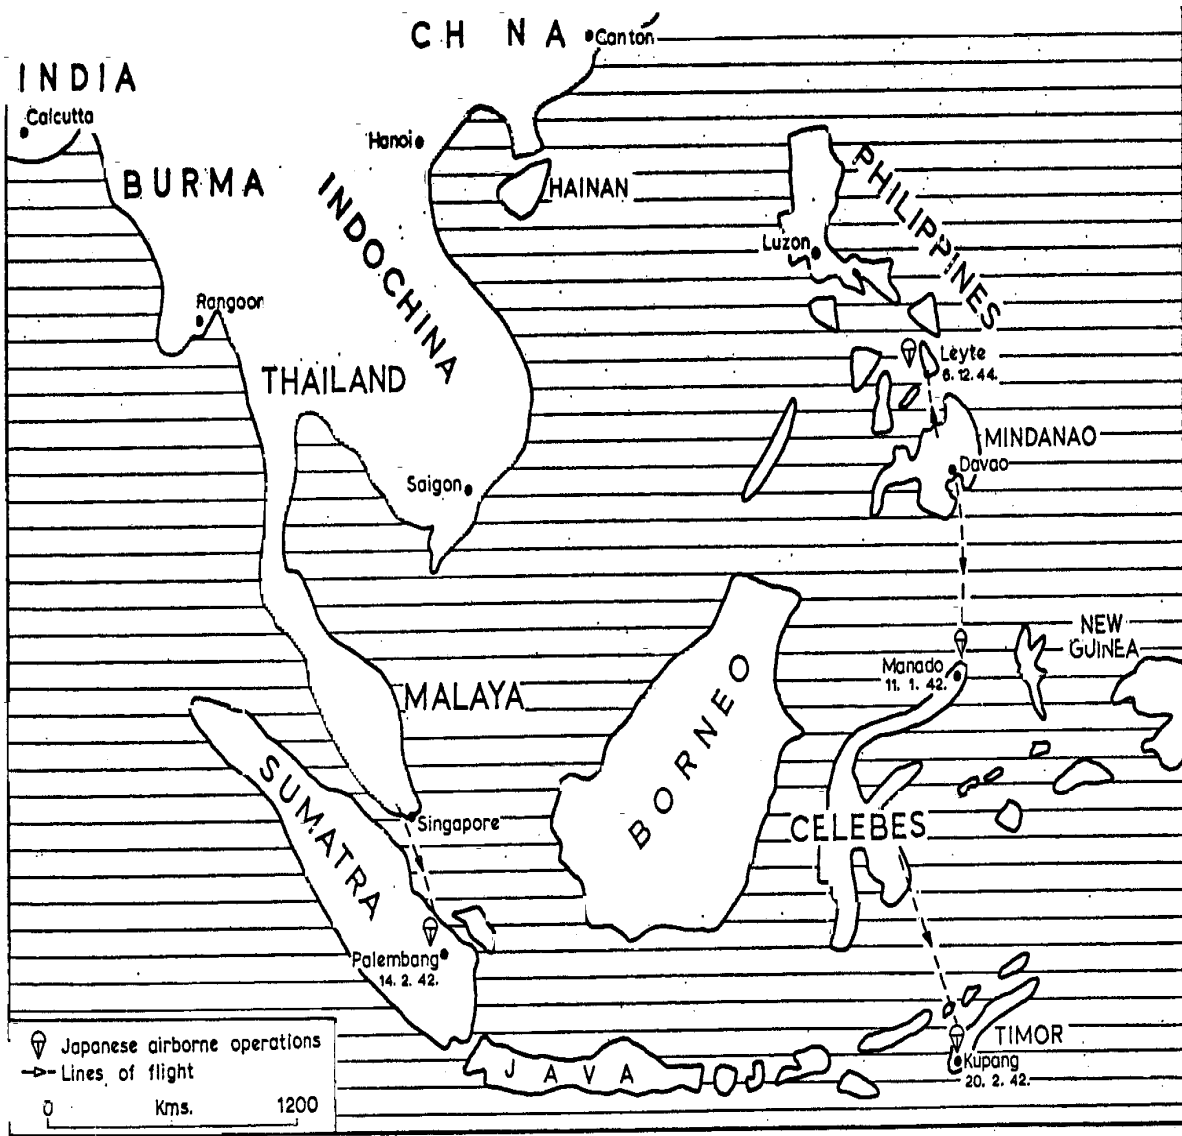 CH NA
Canton
INDIA
Calcutta
Hanoi
BURMA
INDOCHINA
HAINAN
PHILIPPINES
Luzon
Rangoon
THAILAND
Leyte
6. 12. 44.
MINDANAO
Saigon
Davao
NEW
GUINEA
Manado
11. 1. 42.
MALAYA
BORNEO
SUMATRA
Singapore
CELEBES
Palembang
14. 2. 42.
TIMOR
Kupang
20. 2. 42.
JAVA
Japanese airborne operations
Lines of flight
0 Kms. 1200